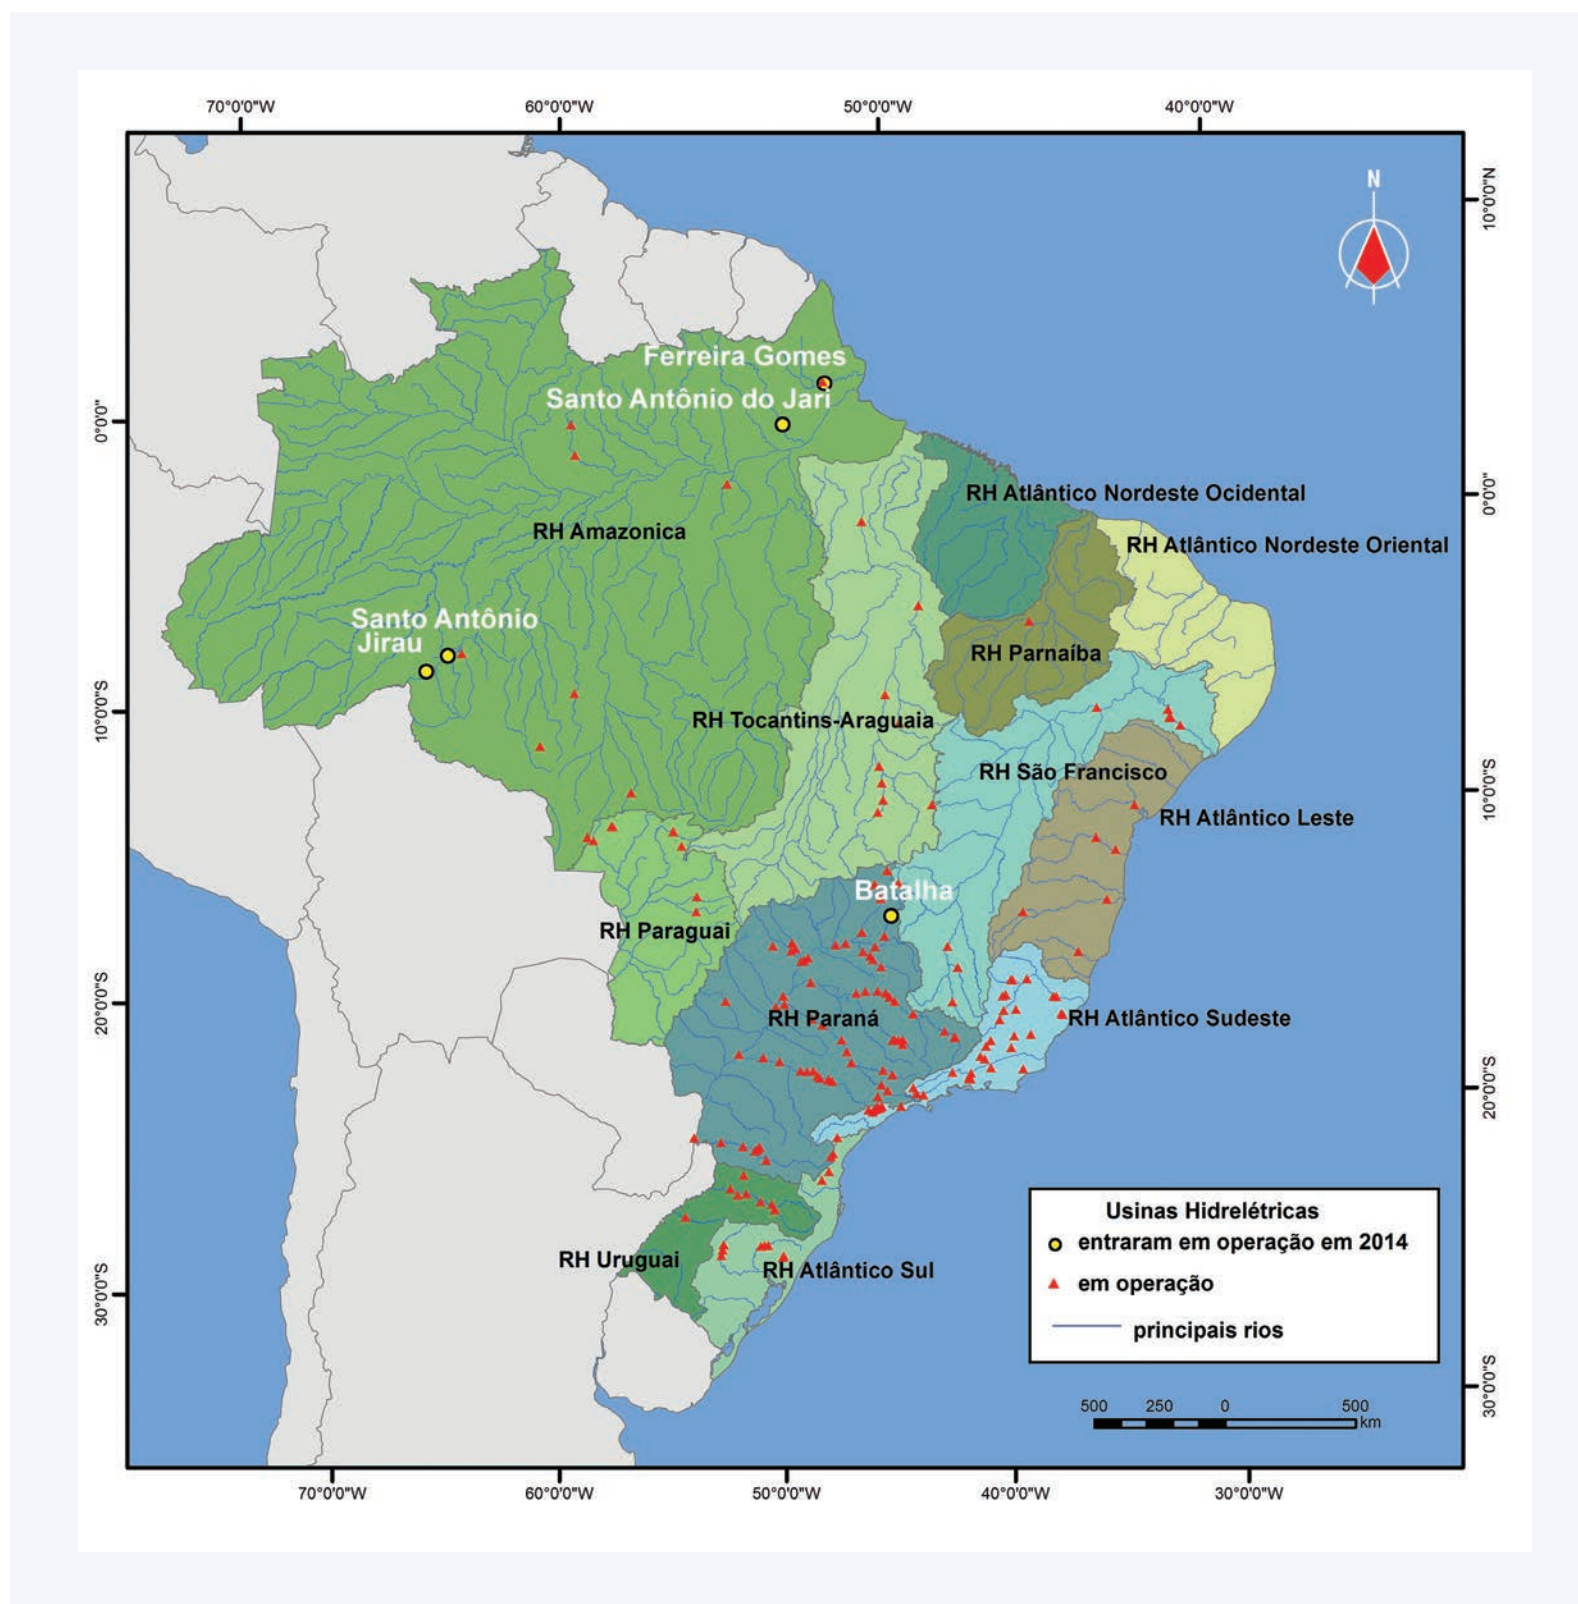 70°0'0"W 60°0'0"W 50°0'0"W 40°0'0"W
10°0'0"N
N
Ferreira Gomes
Santo Antônio do Jari
0°0'0"
0°0'0"
RH Atlântico Nordeste Ocidental
RH Amazonica
RH Atlântico Nordeste Oriental
Santo Antônio
Jirau
RH Parnaíba
10°0'0"S
RH Tocantins-Araguaia
RH São Francisco
10°0'0"S
RH Atlântico Leste
Batalha
RH Paraguai
20°0'0"S
RH Paraná
RH Atlântico Sudeste
20°0'0"S
Usinas Hidrelétricas
entraram em operação em 2014
em operação
principais rios
RH Uruguai
RH Atlântico Sul
30°0'0"S
30°0'0"S
500 250 0 500
km
70°0'0"W 60°0'0"W 50°0'0"W 40°0'0"W 30°0'0"W